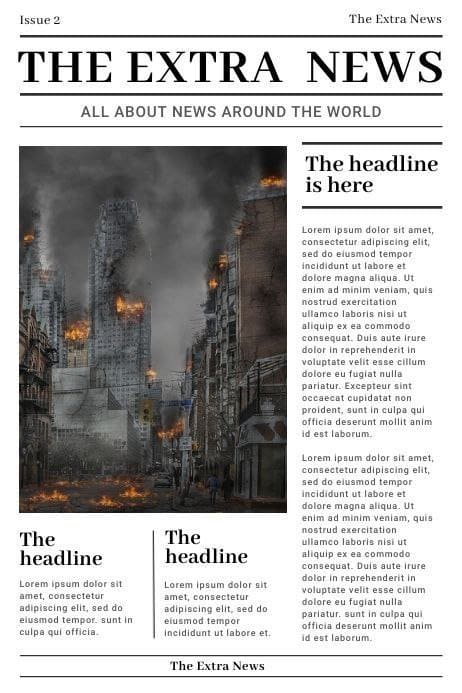 Issue 2
The Extra News
THE EXTRA NEWS
ALL ABOUT NEWS AROUND THE WORLD
The headline
is here
Lorem ipsum dolor sit amet,
consectetur adipiscing elit,
sed do eiusmod tempor
incididunt ut labore et
dolore magna aliqua. Ut
enim ad minim veniam, quis
nostrud exercitation
ullamco laboris nisi ut
aliquip ex ea commodo
consequat. Duis aute irure
dolor in reprehenderit in
voluptate velit esse cillum
dolore eu fugiat nulla
pariatur. Excepteur sint
occaecat cupidatat non
proident, sunt in culpa qui
officia deserunt mollit anim
id est laborum.
Lorem ipsum dolor sit amet,
consectetur adipiscing elit,
sed do eiusmod tempor
incididunt ut labore et
dolore magna aliqua. Ut
enim ad minim veniam, quis
nostrud exercitation
ullamco laboris nisi ut
aliquip ex ea commodo
consequat. Duis aute irure
dolor in reprehenderit in
voluptate velit esse cillum
dolore eu fugiat nulla
pariatur. sunt in culpa qui
officia deserunt mollit anim
id est laborum.
The
headline
Lorem ipsum dolor sit
amet, consectetur
adipiscing elit, sed do
eiusmod tempor. sunt in
culpa qui officia.
The
headline
Lorem ipsum dolor sit
amet, consectetur
adipiscing elit, sed do
eiusmod tempor
incididunt ut labore et.
The Extra News